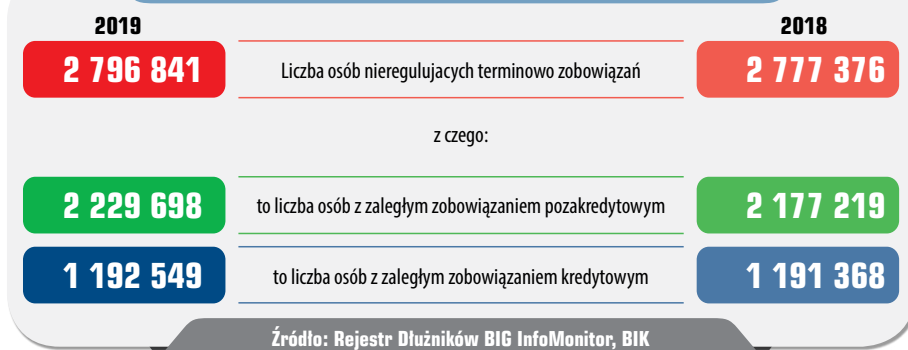 2019 2018
2 796 841 Liczba osób nieregulujacych terminowo zobowiązań 2 777 376
z czego:
2 229 698 to liczba osób z zaległym zobowiązaniem pozakredytowym 2 177 219
1 192 549 to liczba osób z zaległym zobowiązaniem kredytowym 1 191 368
Źródło: Rejestr Dłużników BIG InfoMonitor, BIK